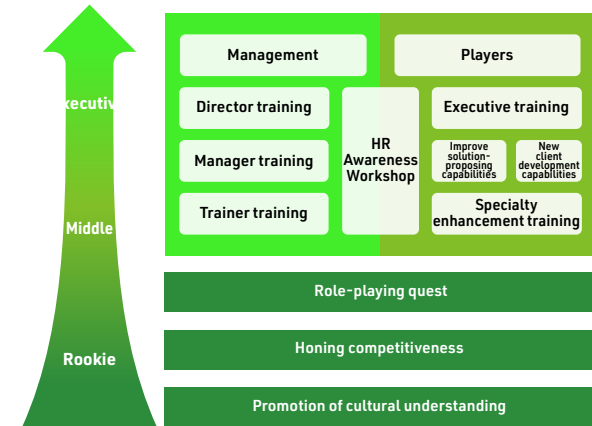 Management
Players
Director training
Executive training
HR
Awareness
Workshop
Manager training
Improve
solution-
proposing
capabilities
New
client
development
capabilities
Trainer training
Specialty
enhancement training
Executive
Middle
Rookie
Role-playing quest
Honing competitiveness
Promotion of cultural understanding